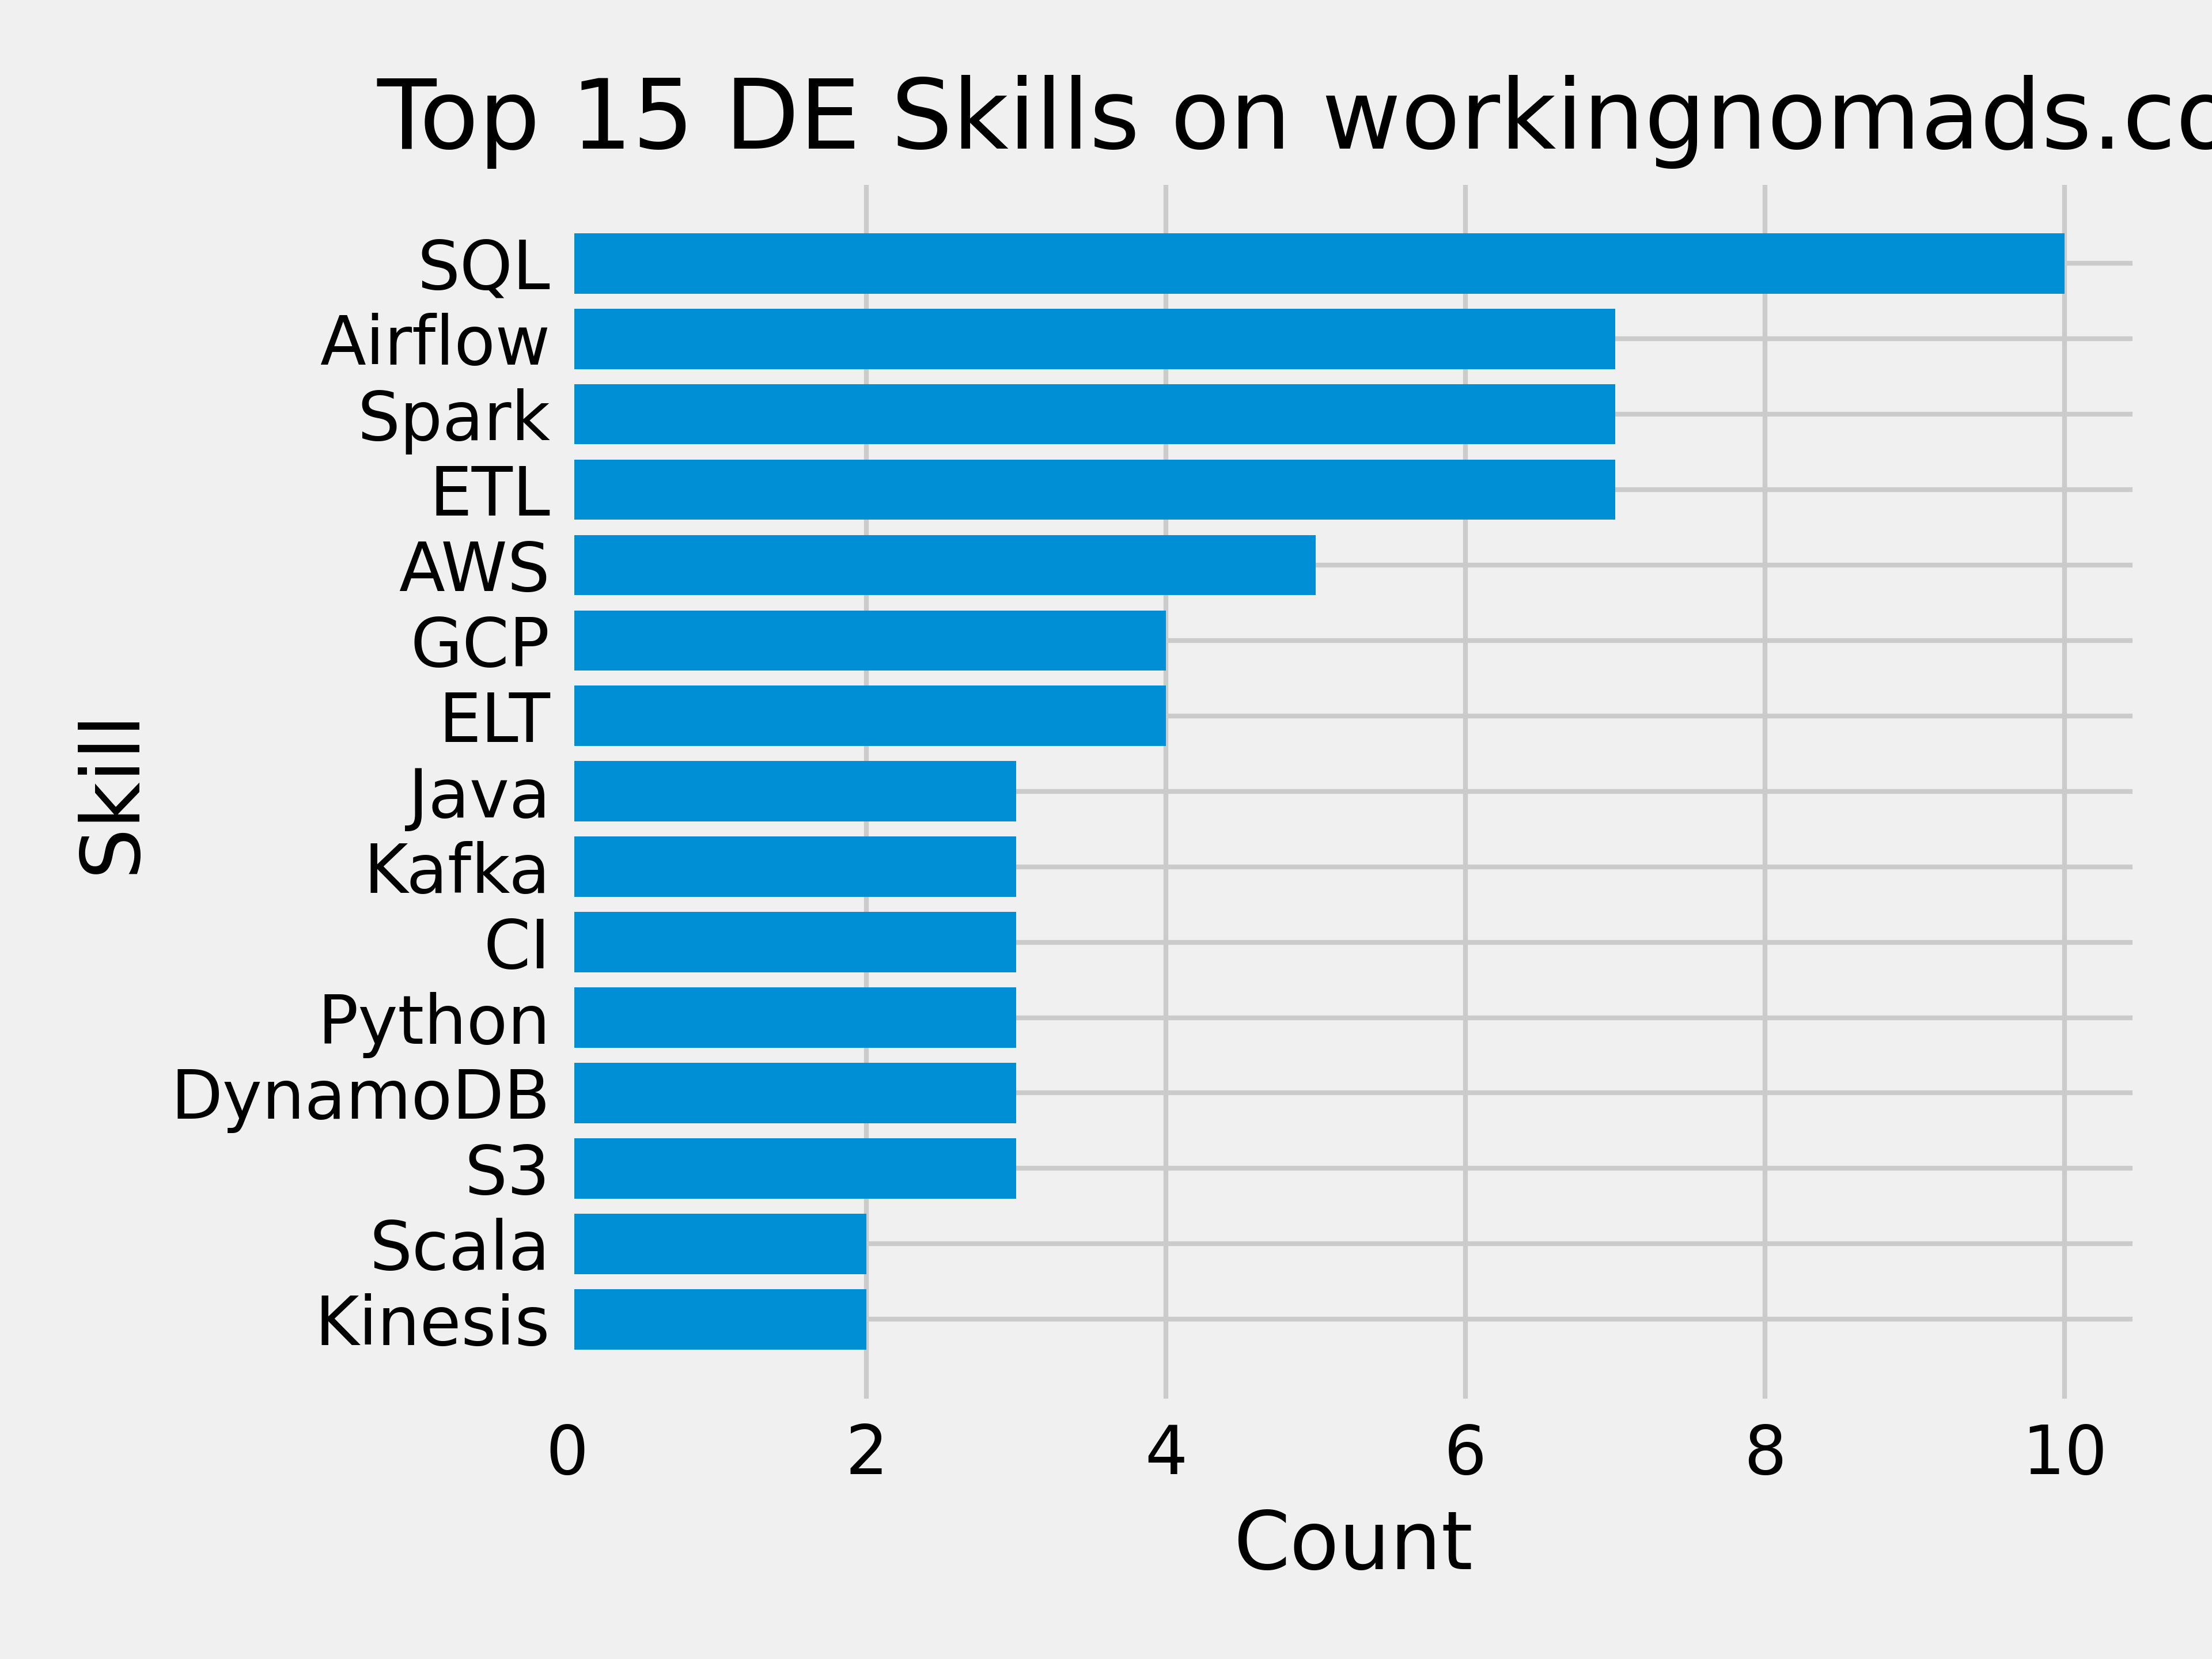 Top 15 DE Skills on workingnomads.co
SQL
Airflow
Spark
ETL
AWS
GCP
ELT
Java
Kafka
CI
Python
DynamoDB
S3
Scala
Kinesis
Skill
0 2 4 6 8 10
Count